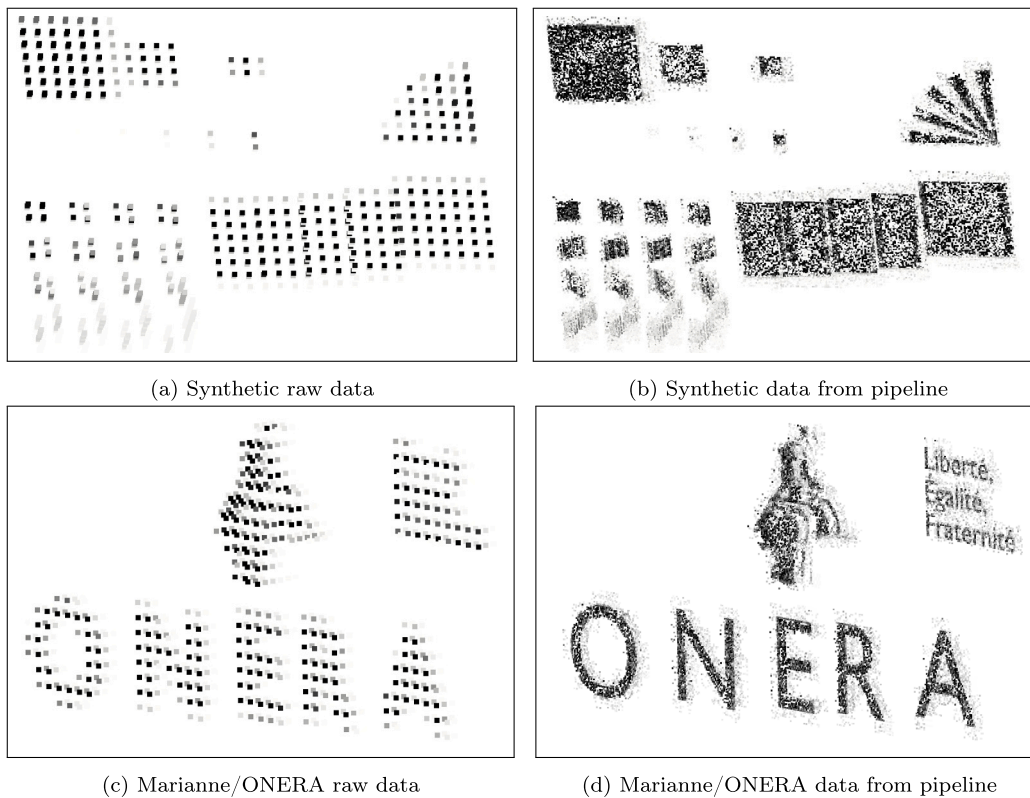 (a) Synthetic raw data
(b) Synthetic data from pipeline
ONERA
Liberté,
Égalité,
Fraternité
ONERA
(c) Marianne/ONERA raw data
(d) Marianne/ONERA data from pipeline